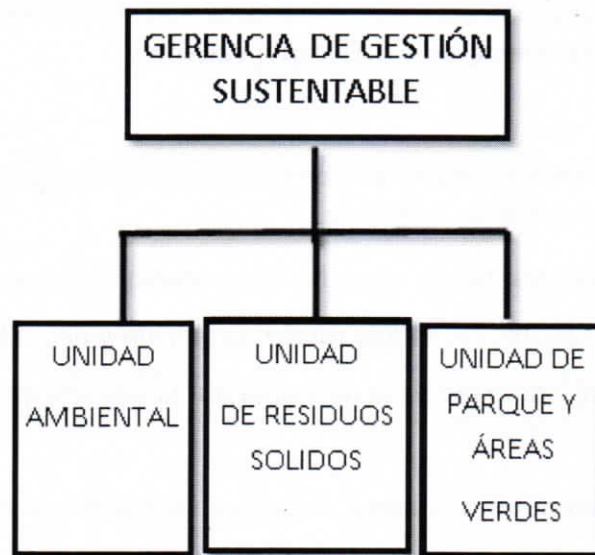 GERENCIA DE GESTIÓN
SUSTENTABLE
UNIDAD
AMBIENTAL
UNIDAD
DE RESIDUOS
SOLIDOS
UNIDAD DE
PARQUE Y
ÁREAS
VERDES